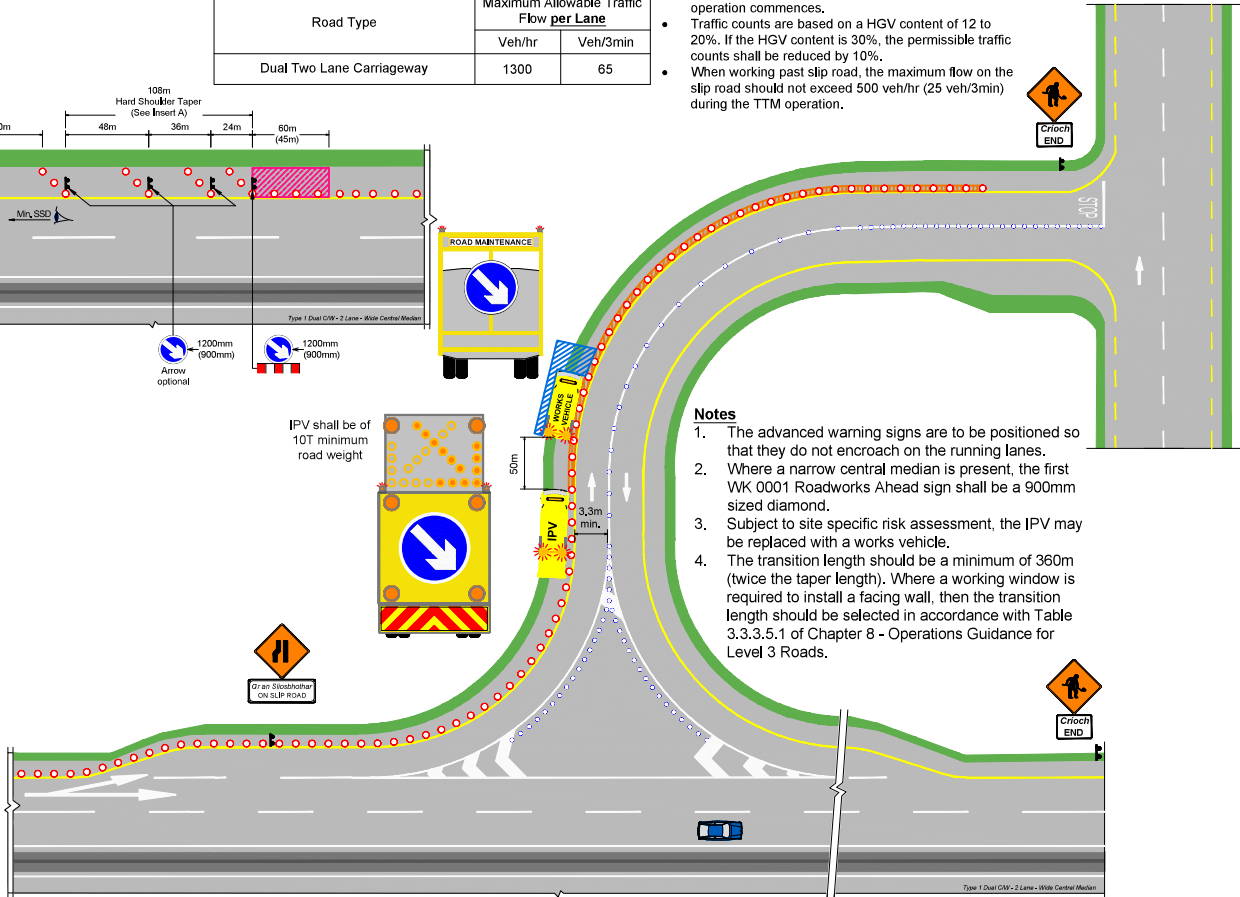 Road Type
Maximum Allowable Traffic
Flow per Lane
Veh/hr
Veh/3min
Dual Two Lane Carriageway
1300
65
operation commences.
• Traffic counts are based on a HGV content of 12 to
20%. If the HGV content is 30%, the permissible traffic
counts shall be reduced by 10%.
• When working past slip road, the maximum flow on the
slip road should not exceed 500 veh/hr (25 veh/3min)
during the TTM operation.
Críoch
END
108m
Hard Shoulder Taper
(See Insert A)
48m
36m
24m
60m
(45m)
Min. SSD
Type 1 Dual C/W - 2 Lane - Wide Central Median
1200mm
(900mm)
Arrow
optional
1200mm
(900mm)
ROAD MAINTENANCE
STOP
WORKS
VEHICLE
IPV shall be of
10T minimum
road weight
50m
3.3m
min.
IPV
Notes
1. The advanced warning signs are to be positioned so
that they do not encroach on the running lanes.
2. Where a narrow central median is present, the first
WK 0001 Roadworks Ahead sign shall be a 900mm
sized diamond.
3. Subject to site specific risk assessment, the IPV may
be replaced with a works vehicle.
4. The transition length should be a minimum of 360m
(twice the taper length). Where a working window is
required to install a facing wall, then the transition
length should be selected in accordance with Table
3.3.3.5.1 of Chapter 8 - Operations Guidance for
Level 3 Roads.
Gr an Sliosbhothar
ON SLIP ROAD
Críoch
END
Type 1 Dual C/W - 2 Lane - Wide Central Median